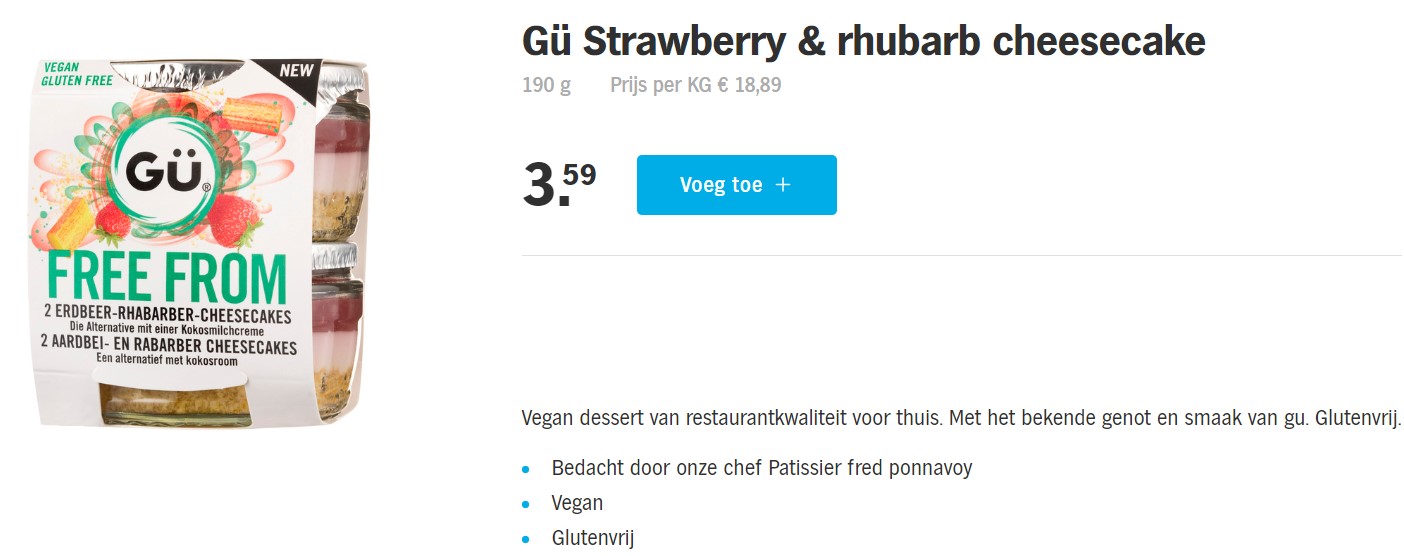 VEGAN
GLUTEN FREE
NEW
Gü®
FREE FROM
2 ERDBEER-RHABARBER-CHEESECAKES
Die Alternative mit einer Kokosmilchcreme
2 AARDBEI- EN RABARBER CHEESECAKES
Een alternatief met kokosroom
Gü Strawberry & rhubarb cheesecake
190 g Prijs per KG € 18,89
3.59 Voeg toe +
Vegan dessert van restaurantkwaliteit voor thuis. Met het bekende genot en smaak van gu. Glutenvrij.
Bedacht door onze chef Patissier fred ponnavoy
Vegan
Glutenvrij